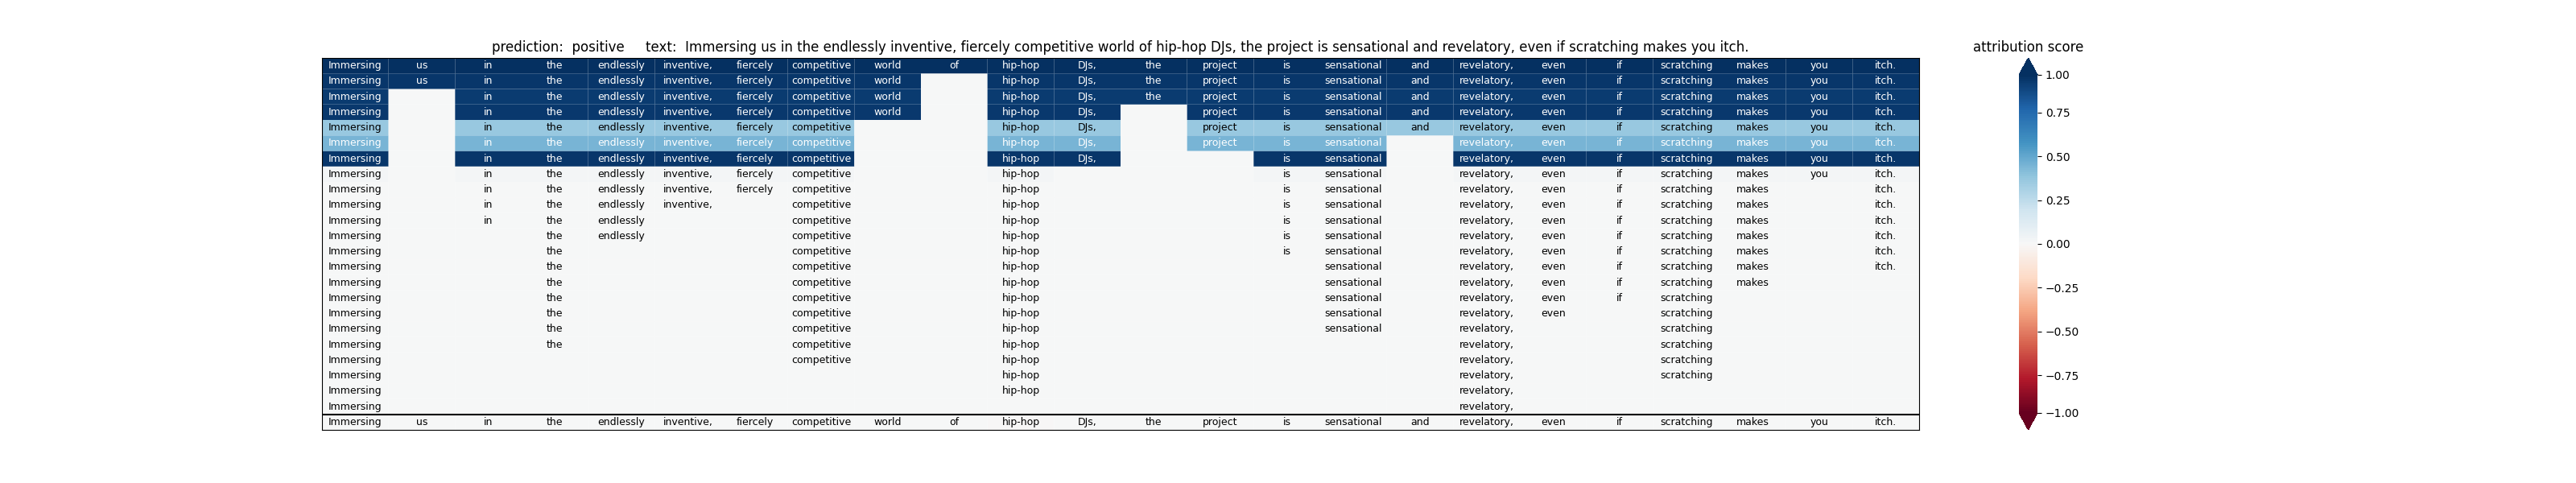 prediction: positive text: Immersing us in the endlessly inventive, fiercely competitive world of hip-hop DJs, the project is sensational and revelatory, even if scratching makes you itch.
attribution score
Immersing us in the endlessly inventive, fiercely competitive world of hip-hop DJs, the project is sensational and revelatory, even if scratching makes you itch.
Immersing us in the endlessly inventive, fiercely competitive world hip-hop DJs, the project is sensational and revelatory, even if scratching makes you itch.
Immersing in the endlessly inventive, fiercely competitive world hip-hop DJs, the project is sensational and revelatory, even if scratching makes you itch.
Immersing in the endlessly inventive, fiercely competitive world hip-hop DJs, project is sensational and revelatory, even if scratching makes you itch.
Immersing in the endlessly inventive, fiercely competitive hip-hop DJs, project is sensational and revelatory, even if scratching makes you itch.
Immersing in the endlessly inventive, fiercely competitive hip-hop DJs, project is sensational revelatory, even if scratching makes you itch.
Immersing in the endlessly inventive, fiercely competitive hip-hop DJs, is sensational revelatory, even if scratching makes you itch.
Immersing in the endlessly inventive, fiercely competitive hip-hop is sensational revelatory, even if scratching makes you itch.
Immersing in the endlessly inventive, fiercely competitive hip-hop is sensational revelatory, even if scratching makes itch.
Immersing in the endlessly inventive, competitive hip-hop is sensational revelatory, even if scratching makes itch.
Immersing in the endlessly competitive hip-hop is sensational revelatory, even if scratching makes itch.
Immersing the endlessly competitive hip-hop is sensational revelatory, even if scratching makes itch.
Immersing the competitive hip-hop is sensational revelatory, even if scratching makes itch.
Immersing the competitive hip-hop sensational revelatory, even if scratching makes itch.
Immersing the competitive hip-hop sensational revelatory, even if scratching makes
Immersing the competitive hip-hop sensational revelatory, even if scratching
Immersing the competitive hip-hop sensational revelatory, even scratching
Immersing the competitive hip-hop sensational revelatory, scratching
Immersing the competitive hip-hop revelatory, scratching
Immersing competitive hip-hop revelatory, scratching
Immersing hip-hop revelatory, scratching
Immersing hip-hop revelatory,
Immersing revelatory,
Immersing us in the endlessly inventive, fiercely competitive world of hip-hop DJs, the project is sensational and revelatory, even if scratching makes you itch.
1.00
0.75
0.50
0.25
0.00
−0.25
−0.50
−0.75
−1.00